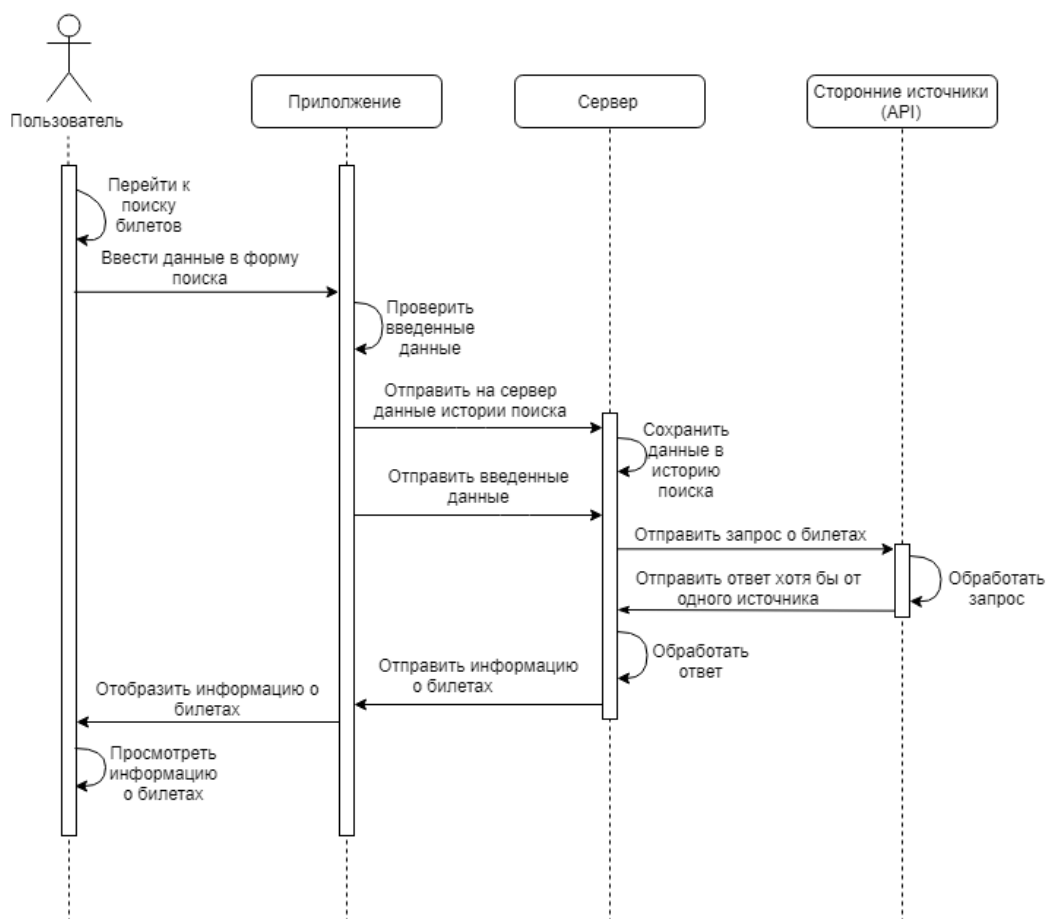 Пользователь
Прилолжение
Сервер
Сторонние источники
(API)
Перейти к
поиску
билетов
Ввести данные в форму
поиска
Проверить
введенные
данные
Отправить на сервер
данные истории поиска
Сохранить
данные в
историю
поиска
Отправить введенные
данные
Отправить запрос о билетах
Обработать
запрос
Отправить ответ хотя бы от
одного источника
Обработать
ответ
Отправить информацию
о билетах
Отобразить информацию о
билетах
Просмотреть
информацию
о билетах